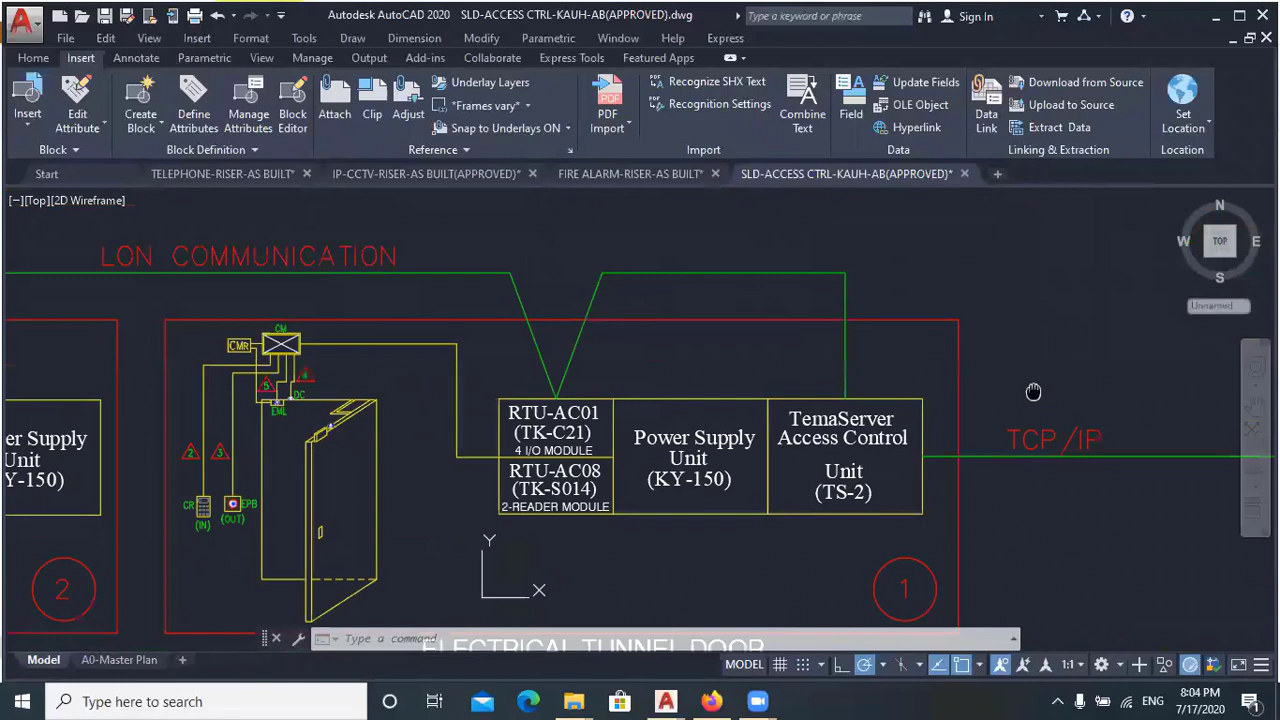 Autodesk AutoCAD 2020 SLD-ACCESS CTRL-KAUH-AB(APPROVED).dwg
Type a keyword or phrase
Sign In
File Edit View Insert Format Tools Draw Dimension Modify Parametric Window Help Express
Home Insert Annotate Parametric View Manage Output Add-ins Collaborate Express Tools Featured Apps
Insert
Edit Attribute
Block
Create Block
Define Attributes
Manage Attributes
Block Editor
Block Definition
Attach
Clip
Adjust
Underlay Layers
*Frames vary*
Snap to Underlays ON
Reference
PDF Import
Recognize SHX Text
Recognition Settings
Combine Text
Import
Field
Update Fields
OLE Object
Hyperlink
Data
Data Link
Download from Source
Upload to Source
Extract Data
Linking & Extraction
Set Location
Location
Start TELEPHONE-RISER-AS BUILT* IP-CCTV-RISER-AS BUILT(APPROVED)* FIRE ALARM-RISER-AS BUILT* SLD-ACCESS CTRL-KAUH-AB(APPROVED)*
[−][Top][2D Wireframe]
N
W TOP E
S
Unnamed
LON COMMUNICATION
CM
CMR
5
4
DC
EML
2
3
CR
(IN)
EPB
(OUT)
er Supply
Unit
(Y-150)
2
RTU-AC01
(TK-C21)
4 I/O MODULE
RTU-AC08
(TK-S014)
2-READER MODULE
Power Supply
Unit
(KY-150)
TemaServer
Access Control
Unit
(TS-2)
TCP/IP
1
Y
X
ELECTRICAL TUNNEL DOOR
Type a command
Model A0-Master Plan
MODEL 1:1
Type here to search
ENG
8:04 PM
7/17/2020
1